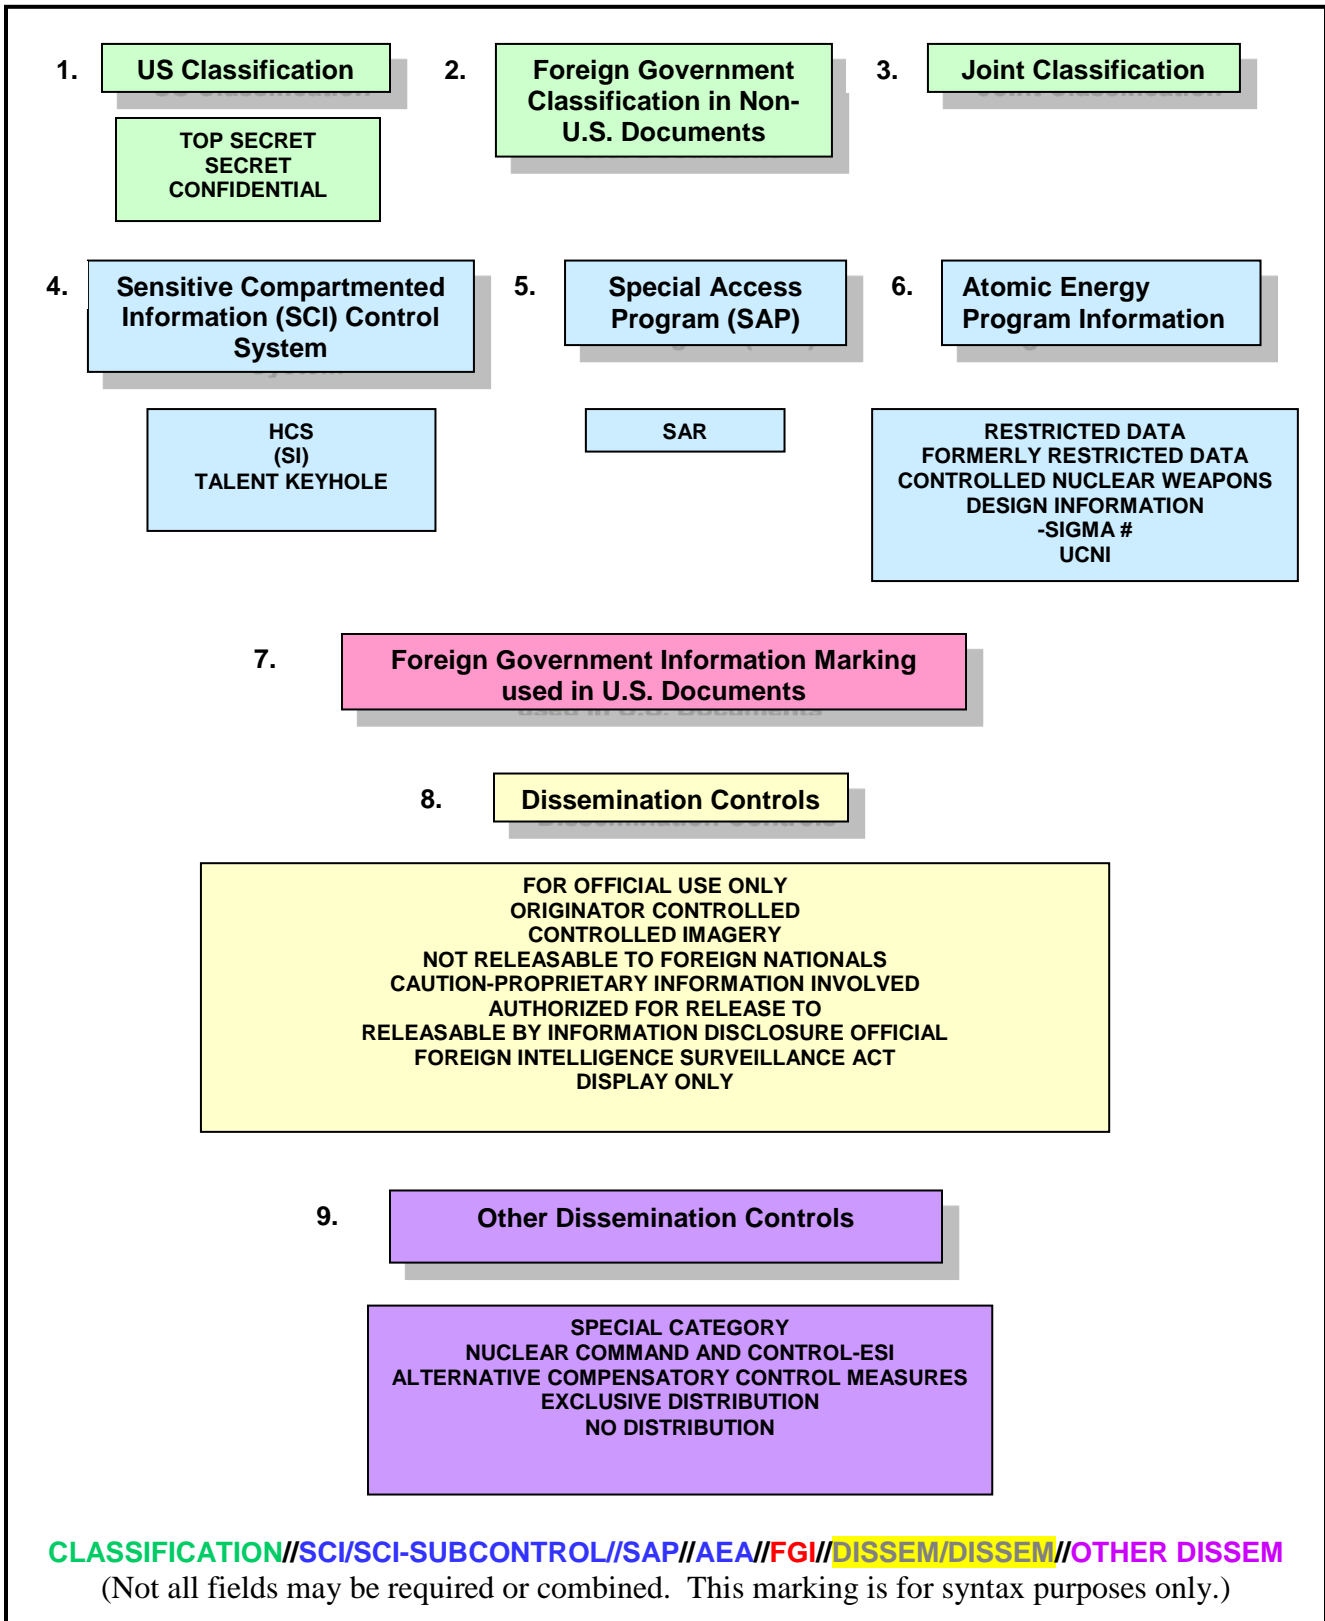 1.
US Classification
TOP SECRET
SECRET
CONFIDENTIAL
2.
Foreign Government
Classification in Non-
U.S. Documents
3.
Joint Classification
4.
Sensitive Compartmented
Information (SCI) Control
System
HCS
(SI)
TALENT KEYHOLE
5.
Special Access
Program (SAP)
SAR
6.
Atomic Energy
Program Information
RESTRICTED DATA
FORMERLY RESTRICTED DATA
CONTROLLED NUCLEAR WEAPONS
DESIGN INFORMATION
-SIGMA #
UCNI
7.
Foreign Government Information Marking
used in U.S. Documents
8.
Dissemination Controls
FOR OFFICIAL USE ONLY
ORIGINATOR CONTROLLED
CONTROLLED IMAGERY
NOT RELEASABLE TO FOREIGN NATIONALS
CAUTION-PROPRIETARY INFORMATION INVOLVED
AUTHORIZED FOR RELEASE TO
RELEASABLE BY INFORMATION DISCLOSURE OFFICIAL
FOREIGN INTELLIGENCE SURVEILLANCE ACT
DISPLAY ONLY
9.
Other Dissemination Controls
SPECIAL CATEGORY
NUCLEAR COMMAND AND CONTROL-ESI
ALTERNATIVE COMPENSATORY CONTROL MEASURES
EXCLUSIVE DISTRIBUTION
NO DISTRIBUTION
CLASSIFICATION//SCI/SCI-SUBCONTROL//SAP//AEA//FGI//DISSEM/DISSEM//OTHER DISSEM
(Not all fields may be required or combined.  This marking is for syntax purposes only.)